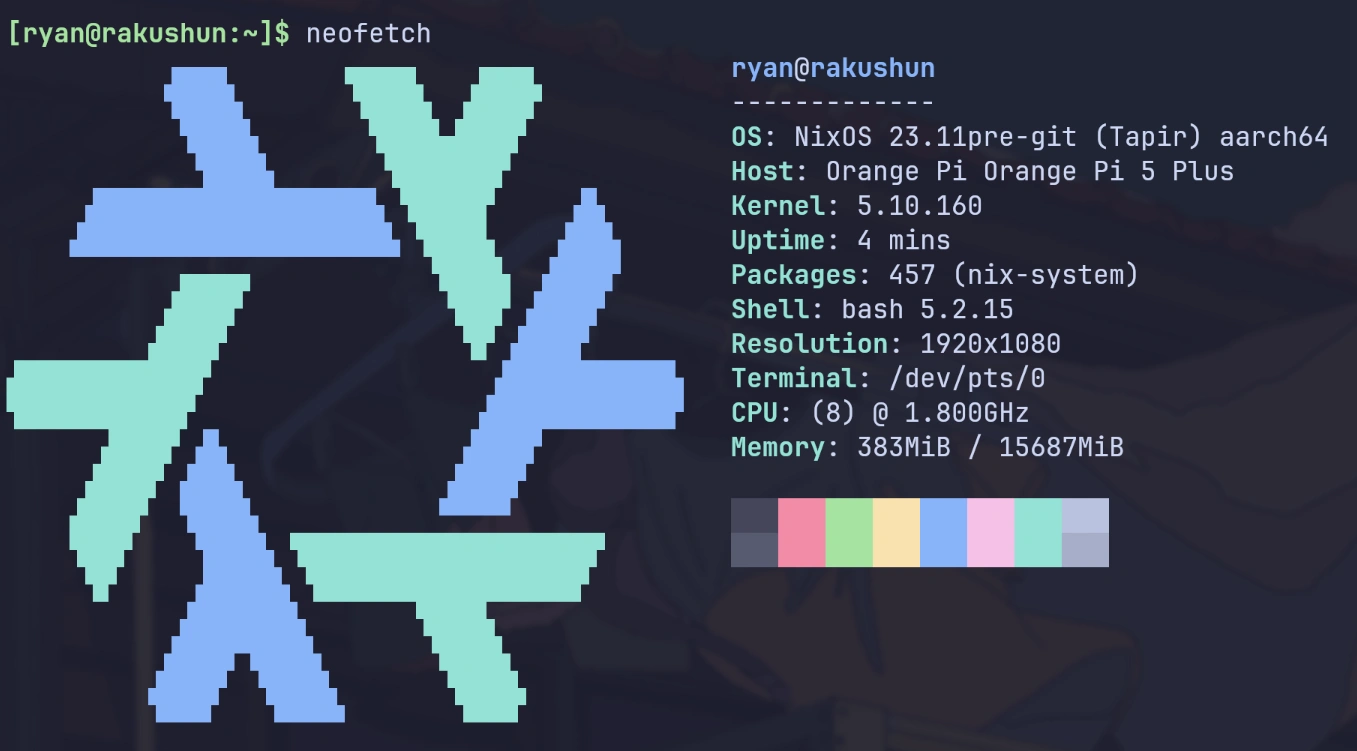 [ryan@rakushun:~]$ neofetch
ryan@rakushun
-------------
OS: NixOS 23.11pre-git (Tapir) aarch64
Host: Orange Pi Orange Pi 5 Plus
Kernel: 5.10.160
Uptime: 4 mins
Packages: 457 (nix-system)
Shell: bash 5.2.15
Resolution: 1920x1080
Terminal: /dev/pts/0
CPU: (8) @ 1.800GHz
Memory: 383MiB / 15687MiB